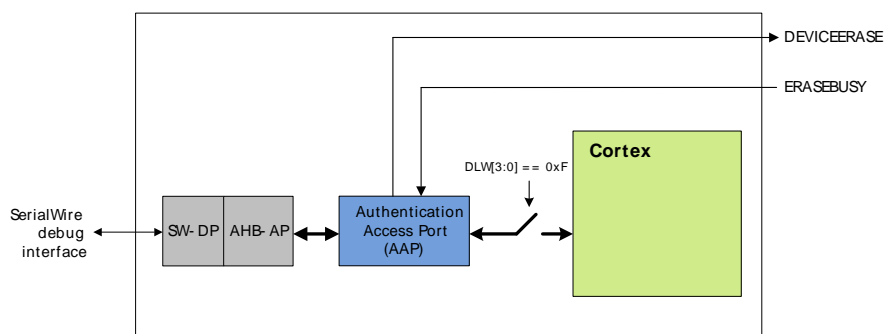 DEVICEERASE
ERASEBUSY
Cortex
DLW[3:0] == 0xF
SerialWire
debug
interface
SW-DP
AHB-AP
Authentication
Access Port
(AAP)